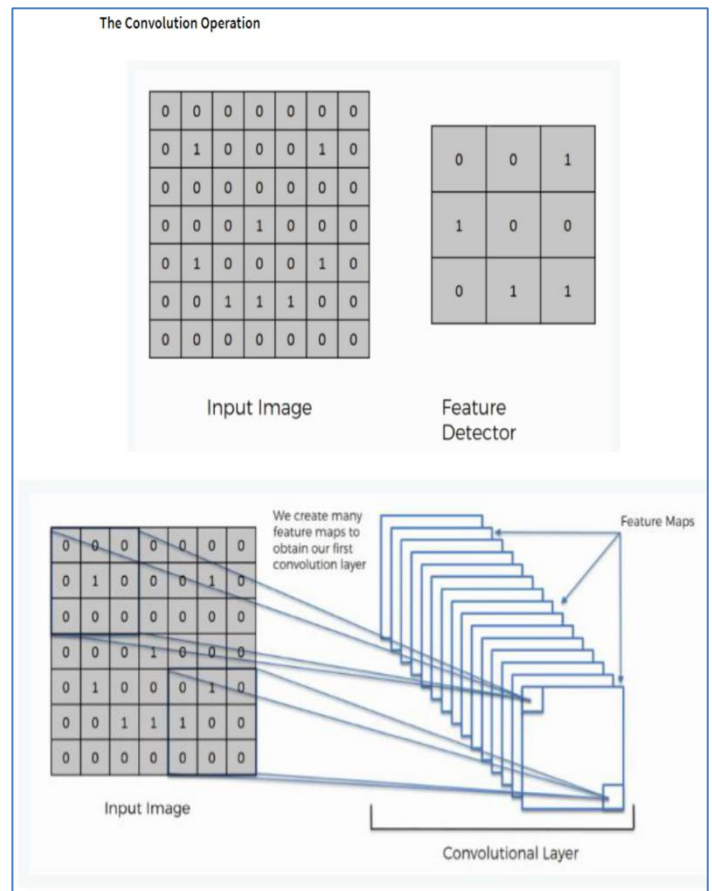 The Convolution Operation
0 0 0 0 0 0 0
0 1 0 0 0 1 0
0 0 0 0 0 0 0
0 0 0 1 0 0 0
0 1 0 0 0 1 0
0 0 1 1 1 0 0
0 0 0 0 0 0 0
0 0 1
1 0 0
0 1 1
Input Image
Feature
Detector
We create many
feature maps to
obtain our first
convolution layer
Feature Maps
0 0 0 0 0 0 0
0 1 0 0 0 1 0
0 0 0 0 0 0 0
0 0 0 1 0 0 0
0 1 0 0 0 1 0
0 0 1 1 1 0 0
0 0 0 0 0 0 0
Input Image
Convolutional Layer